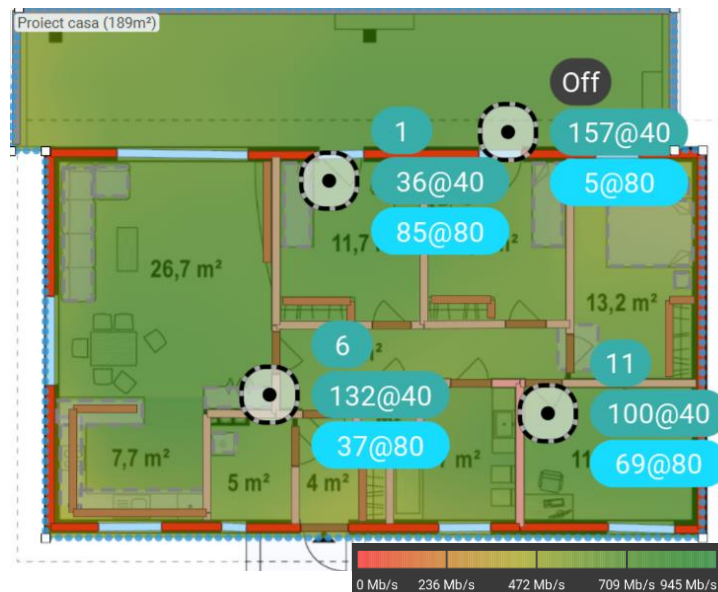 Proiect casa (189m²)
Off
1
157@40
36@40
5@80
85@80
11,7
26,7 m²
13,2 m²
6
11
132@40
100@40
37@80
69@80
7,7 m²
5 m²
4 m²
m²
11
0 Mb/s 236 Mb/s 472 Mb/s 709 Mb/s 945 Mb/s